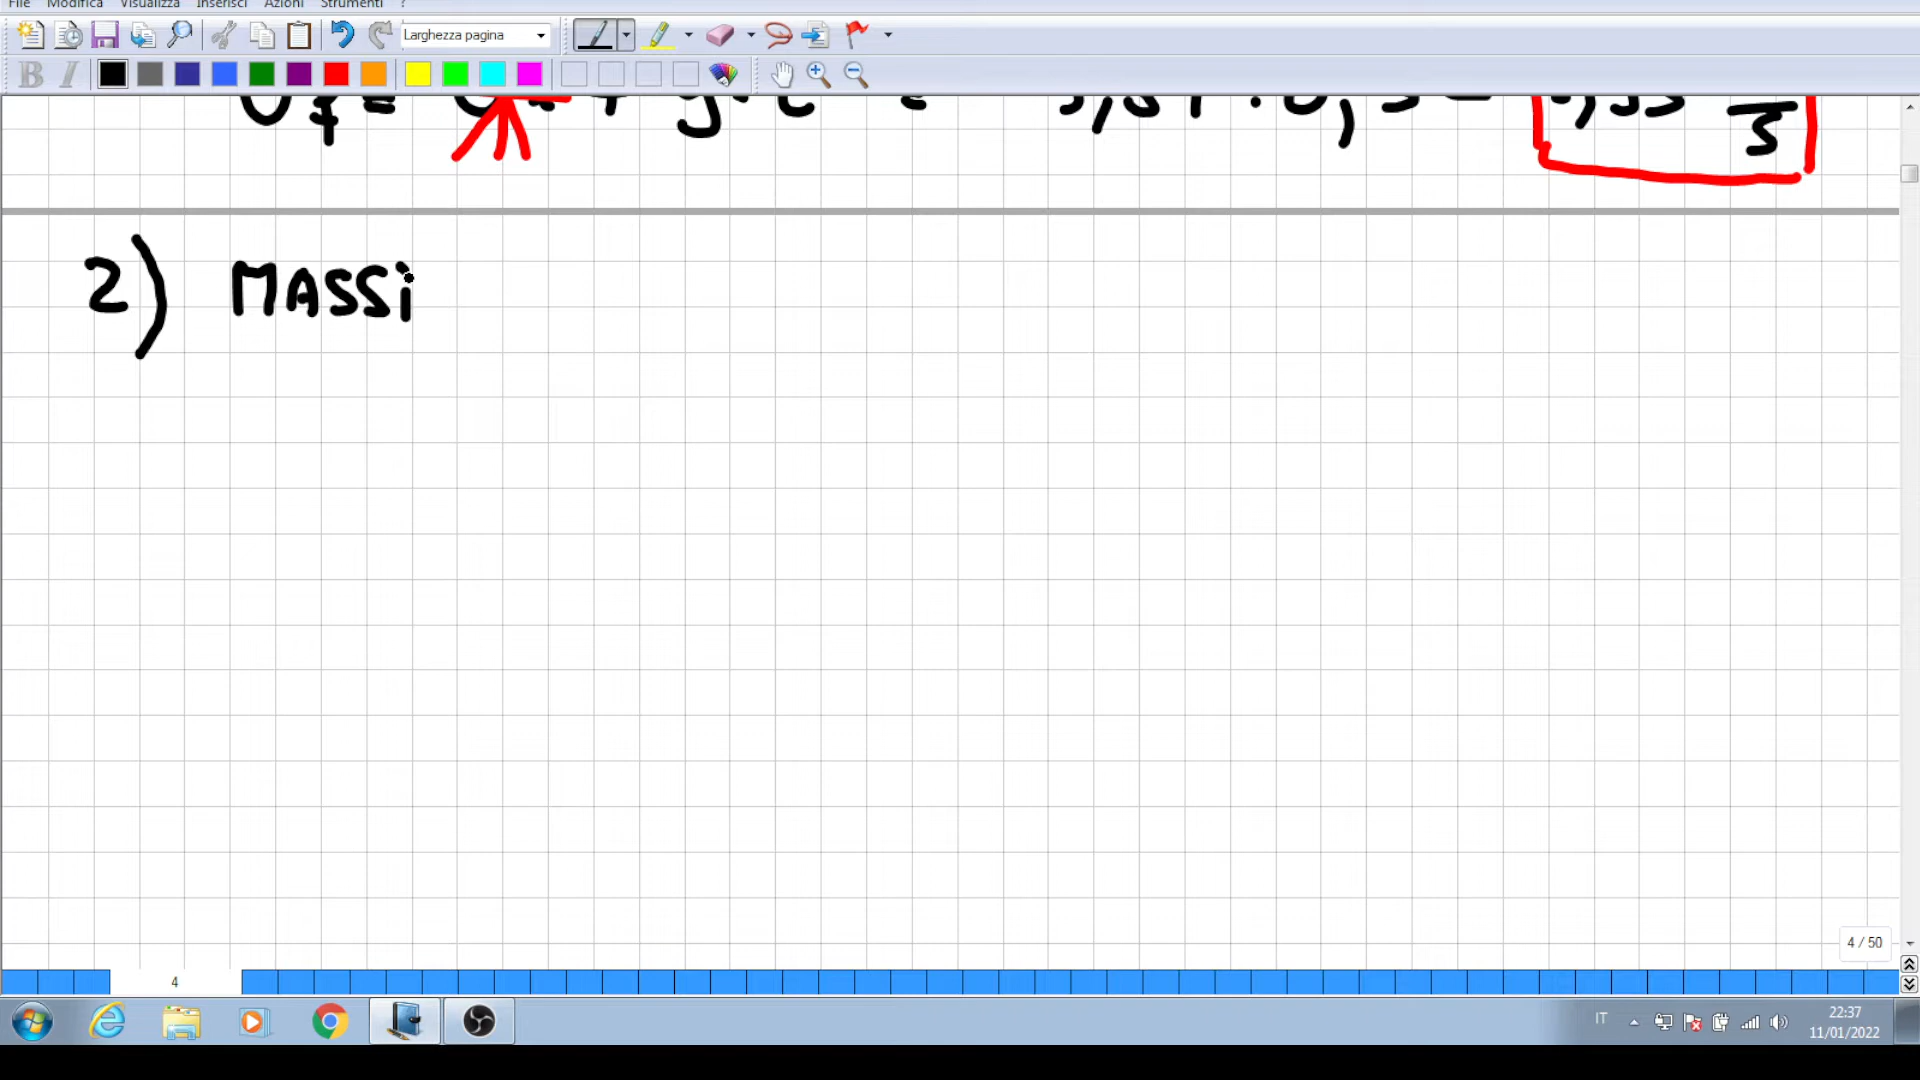 File Modifica Visualizza Inserisci Azioni Strumenti ?
Larghezza pagina
B I
2) MASSi
4 / 50
4
IT
22:37
11/01/2022